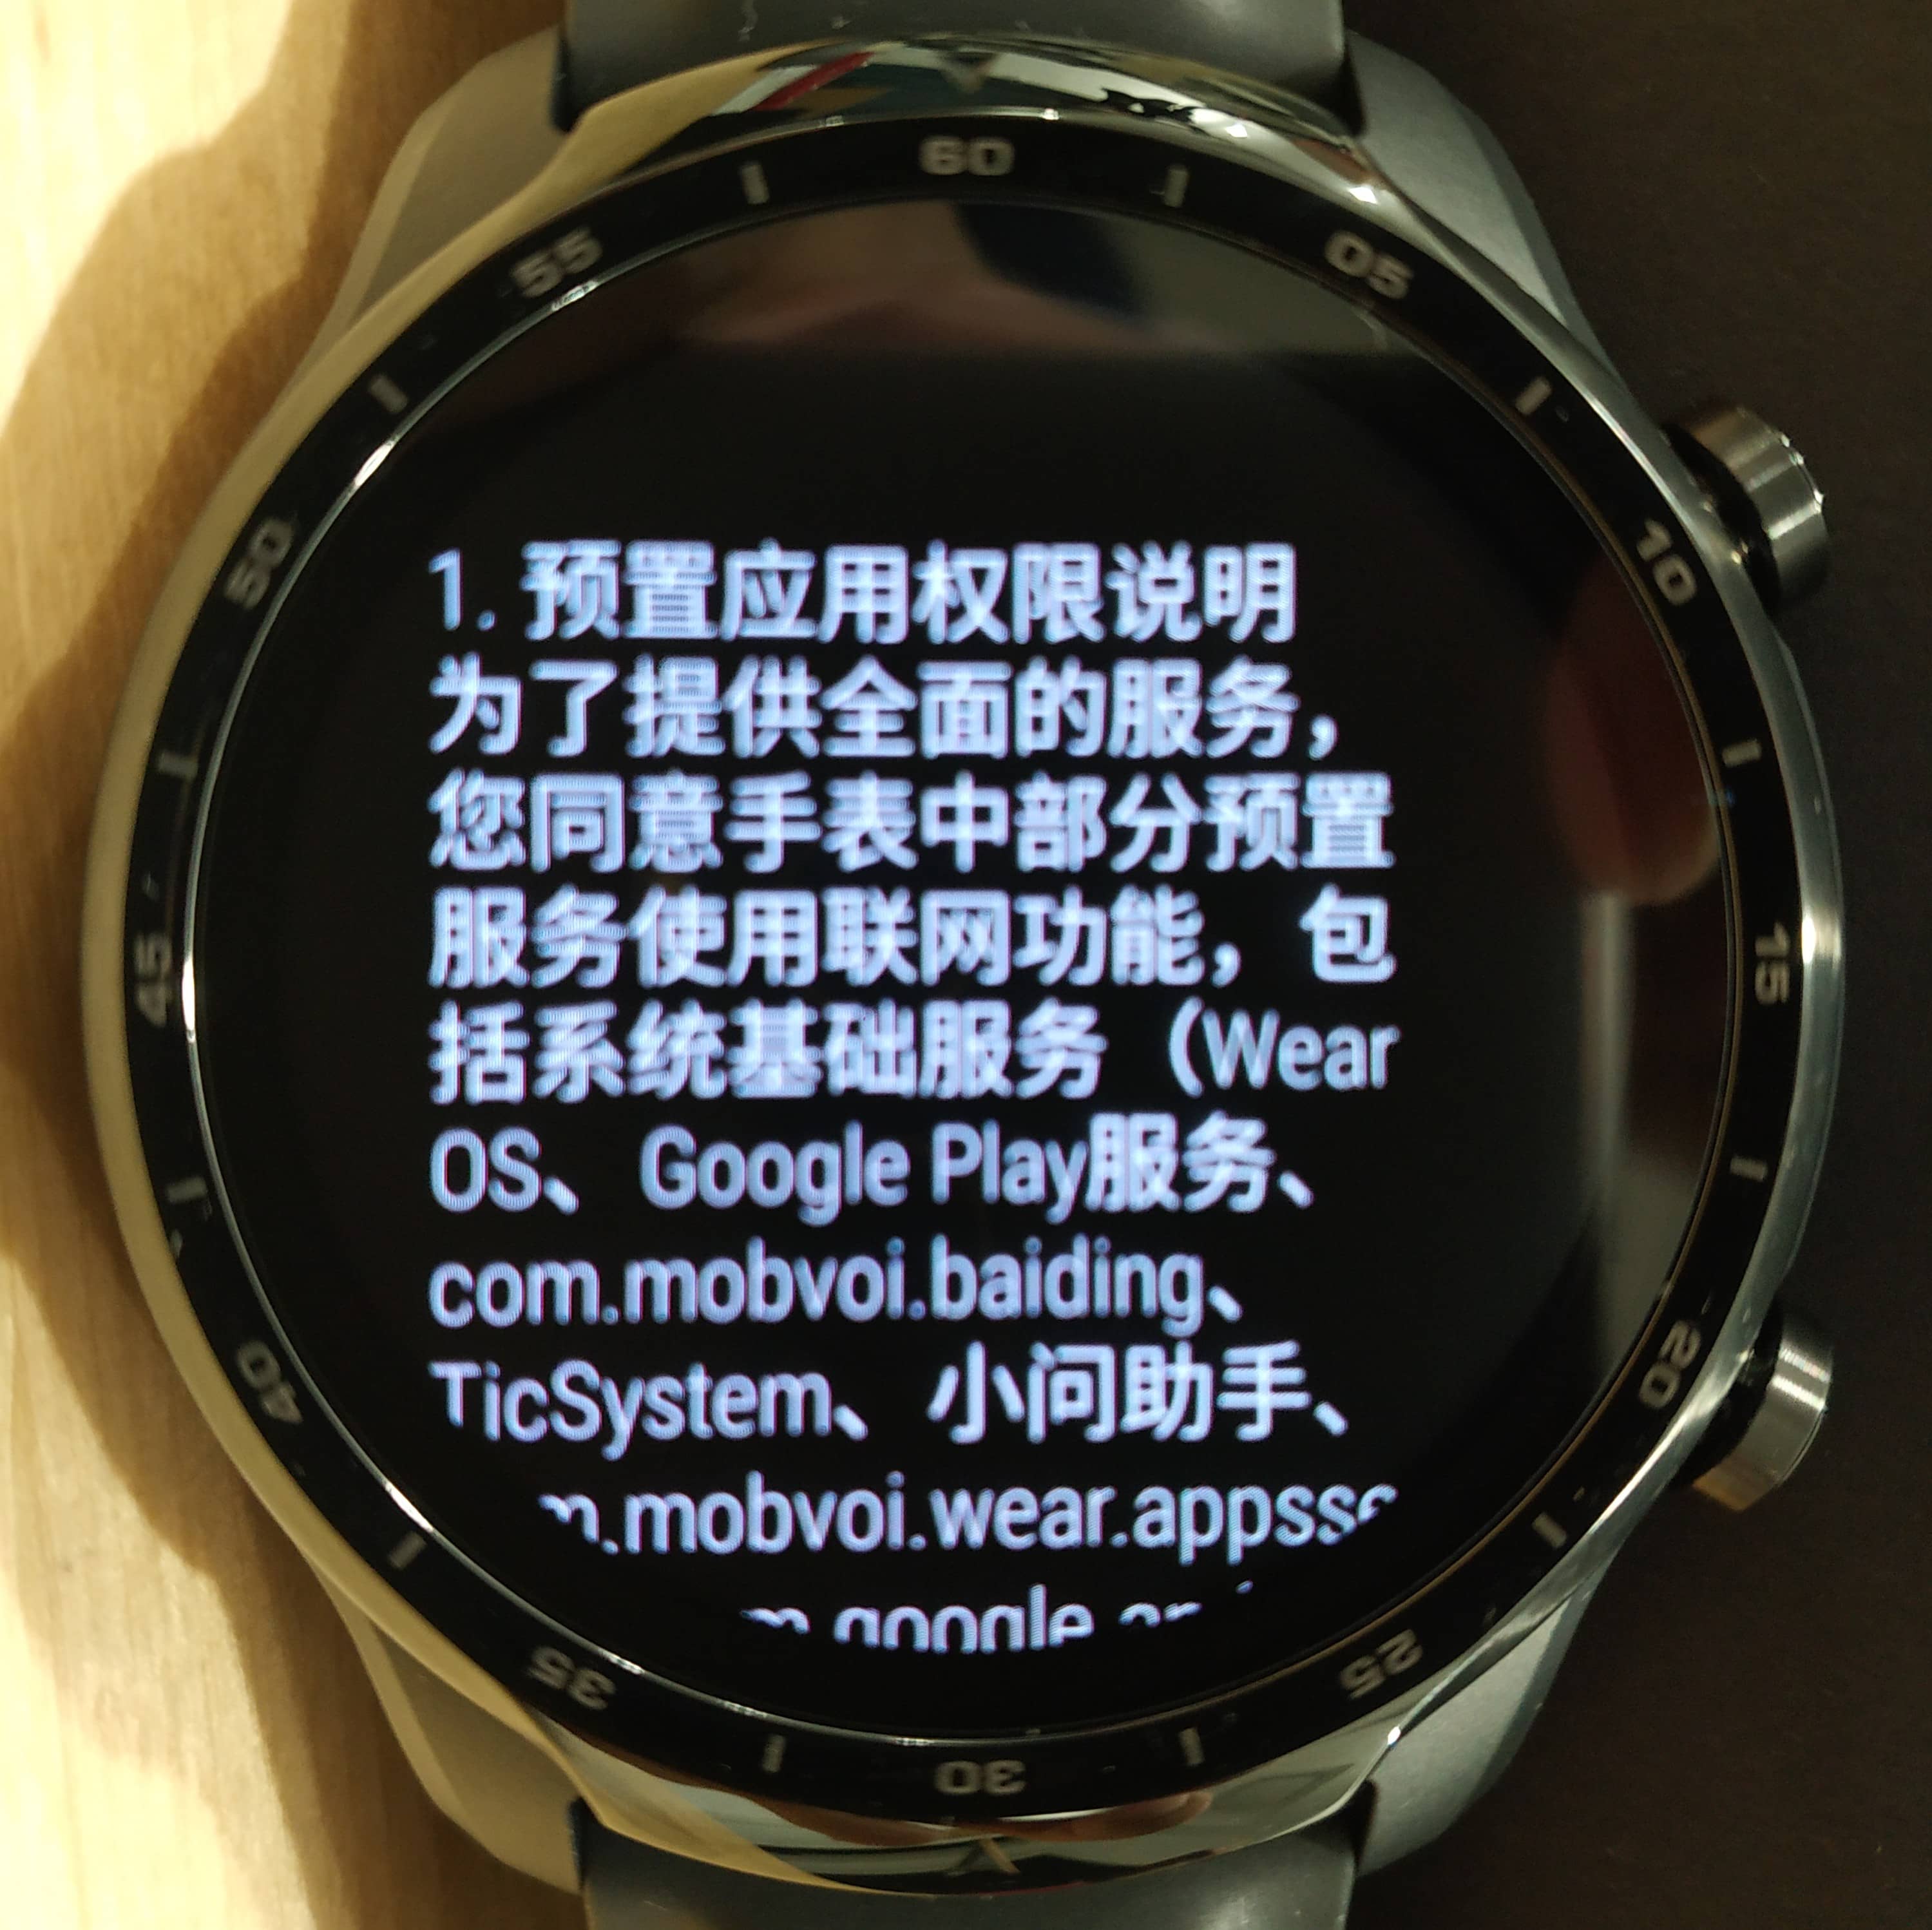 60
05
10
15
20
25
30
35
40
45
50
55
1. 预置应用权限说明
为了提供全面的服务，
您同意手表中部分预置
服务使用联网功能，包
括系统基础服务（Wear
OS、Google Play服务、
com.mobvoi.baiding、
TicSystem、小问助手、
.mobvoi.wear.appss
google